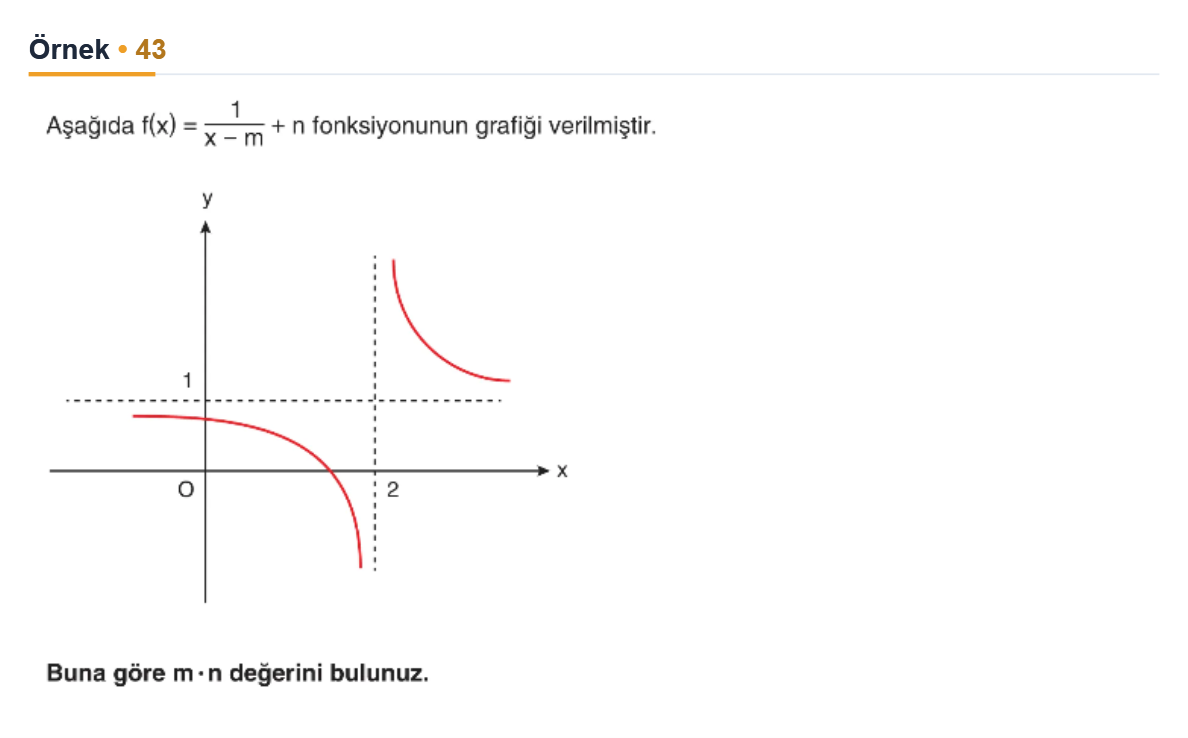 Örnek • 43
Aşağıda f(x) = 1/(x – m) + n fonksiyonunun grafiği verilmiştir.
y
1
O
2
x
Buna göre m · n değerini bulunuz.